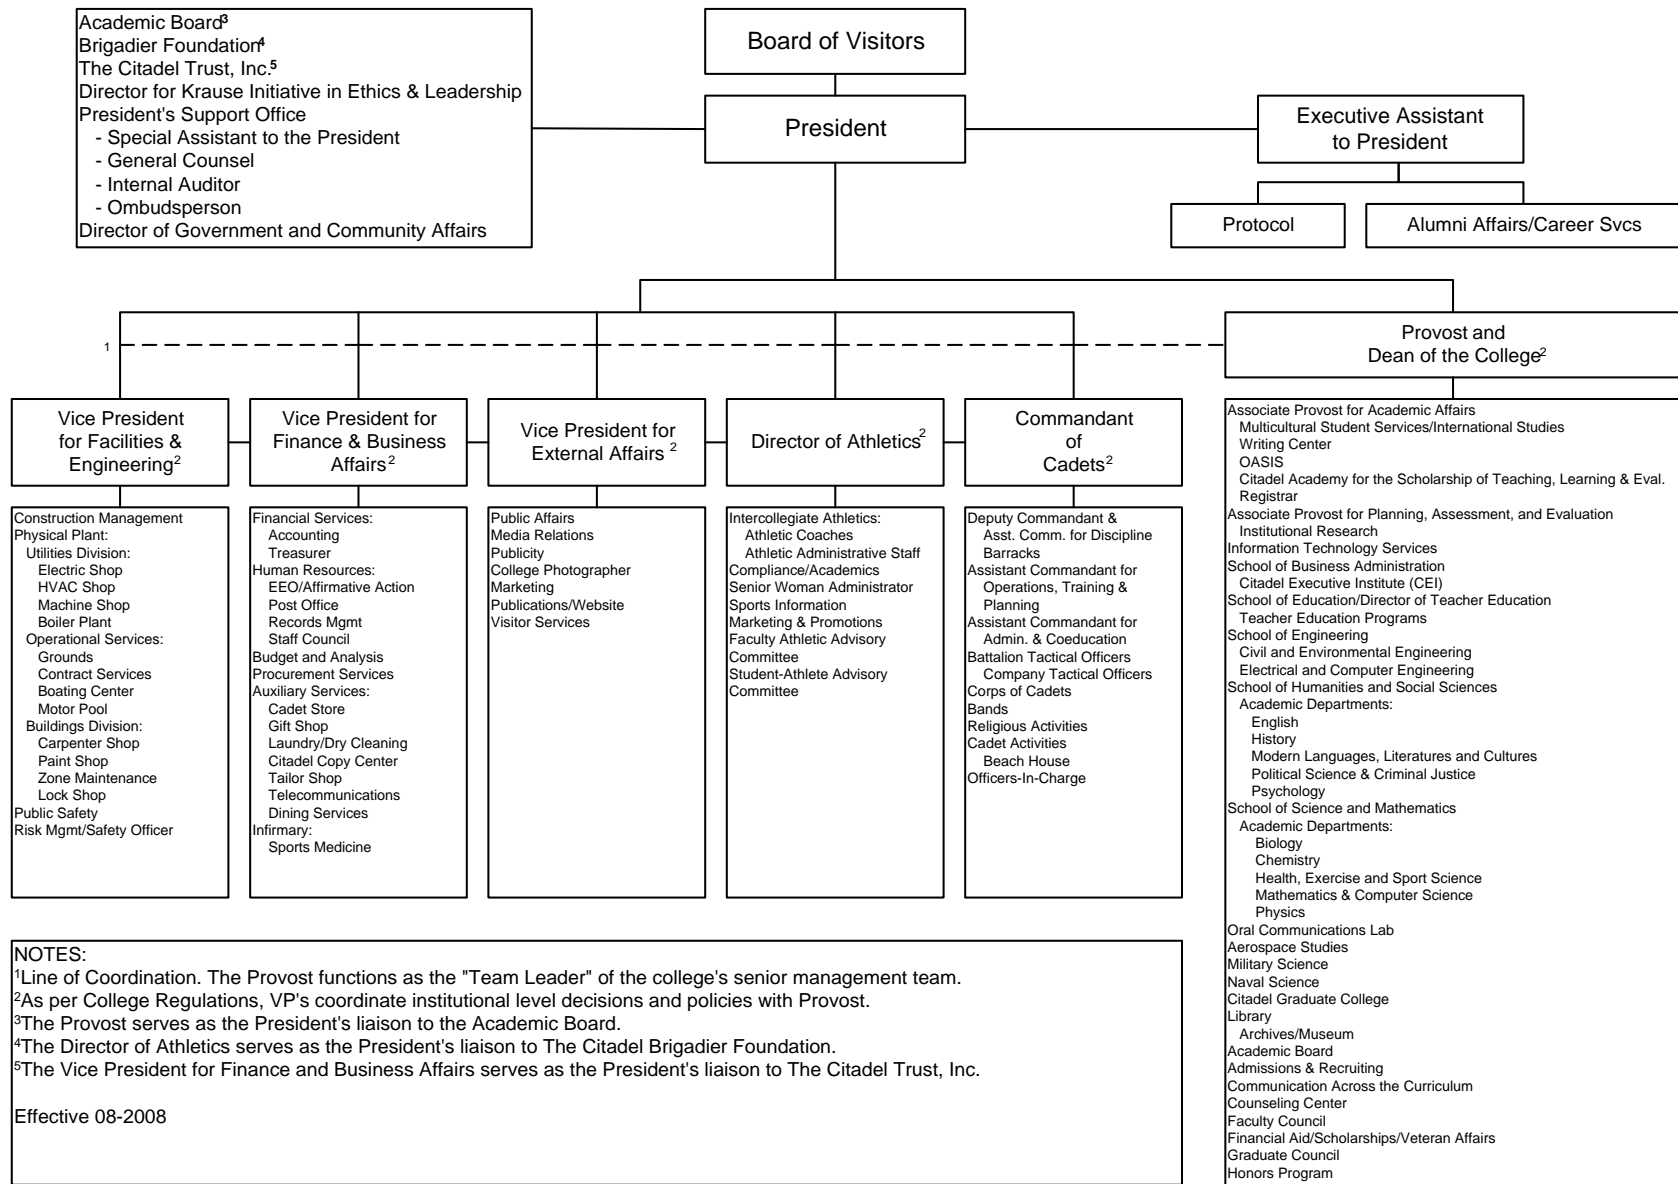 Academic Board³
Brigadier Foundation⁴
The Citadel Trust, Inc.⁵
Director for Krause Initiative in Ethics & Leadership
President's Support Office
- Special Assistant to the President
- General Counsel
- Internal Auditor
- Ombudsperson
Director of Government and Community Affairs
Board of Visitors
President
Executive Assistant
to President
Protocol
Alumni Affairs/Career Svcs
1
Provost and
Dean of the College²
Vice President
for Facilities &
Engineering²
Vice President for
Finance & Business
Affairs²
Vice President for
External Affairs ²
Director of Athletics²
Commandant
of
Cadets²
Construction Management
Physical Plant:
Utilities Division:
Electric Shop
HVAC Shop
Machine Shop
Boiler Plant
Operational Services:
Grounds
Contract Services
Boating Center
Motor Pool
Buildings Division:
Carpenter Shop
Paint Shop
Zone Maintenance
Lock Shop
Public Safety
Risk Mgmt/Safety Officer
Financial Services:
Accounting
Treasurer
Human Resources:
EEO/Affirmative Action
Post Office
Records Mgmt
Staff Council
Budget and Analysis
Procurement Services
Auxiliary Services:
Cadet Store
Gift Shop
Laundry/Dry Cleaning
Citadel Copy Center
Tailor Shop
Telecommunications
Dining Services
Infirmary:
Sports Medicine
Public Affairs
Media Relations
Publicity
College Photographer
Marketing
Publications/Website
Visitor Services
Intercollegiate Athletics:
Athletic Coaches
Athletic Administrative Staff
Compliance/Academics
Senior Woman Administrator
Sports Information
Marketing & Promotions
Faculty Athletic Advisory
Committee
Student-Athlete Advisory
Committee
Deputy Commandant &
Asst. Comm. for Discipline
Barracks
Assistant Commandant for
Operations, Training &
Planning
Assistant Commandant for
Admin. & Coeducation
Battalion Tactical Officers
Company Tactical Officers
Corps of Cadets
Bands
Religious Activities
Cadet Activities
Beach House
Officers-In-Charge
Associate Provost for Academic Affairs
Multicultural Student Services/International Studies
Writing Center
OASIS
Citadel Academy for the Scholarship of Teaching, Learning & Eval.
Registrar
Associate Provost for Planning, Assessment, and Evaluation
Institutional Research
Information Technology Services
School of Business Administration
Citadel Executive Institute (CEI)
School of Education/Director of Teacher Education
Teacher Education Programs
School of Engineering
Civil and Environmental Engineering
Electrical and Computer Engineering
School of Humanities and Social Sciences
Academic Departments:
English
History
Modern Languages, Literatures and Cultures
Political Science & Criminal Justice
Psychology
School of Science and Mathematics
Academic Departments:
Biology
Chemistry
Health, Exercise and Sport Science
Mathematics & Computer Science
Physics
Oral Communications Lab
Aerospace Studies
Military Science
Naval Science
Citadel Graduate College
Library
Archives/Museum
Academic Board
Admissions & Recruiting
Communication Across the Curriculum
Counseling Center
Faculty Council
Financial Aid/Scholarships/Veteran Affairs
Graduate Council
Honors Program
NOTES:
¹Line of Coordination. The Provost functions as the "Team Leader" of the college's senior management team.
²As per College Regulations, VP's coordinate institutional level decisions and policies with Provost.
³The Provost serves as the President's liaison to the Academic Board.
⁴The Director of Athletics serves as the President's liaison to The Citadel Brigadier Foundation.
⁵The Vice President for Finance and Business Affairs serves as the President's liaison to The Citadel Trust, Inc.
Effective 08-2008